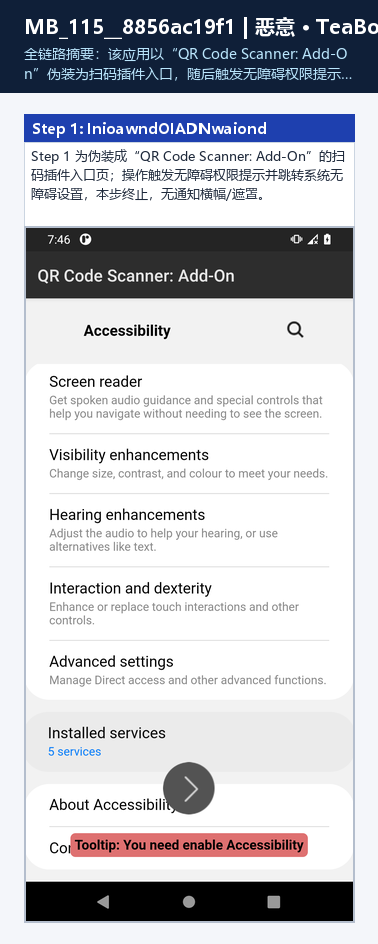 MB_115__8856ac19f1 | 恶意 • TeaBo
全链路摘要：该应用以“QR Code Scanner: Add-O
n”伪装为扫码插件入口，随后触发无障碍权限提示...
Step 1: InioawndOIADNwaiond
Step 1 为伪装成“QR Code Scanner: Add-On”的扫
码插件入口页；操作触发无障碍权限提示并跳转系统无
障碍设置，本步终止，无通知横幅/遮罩。
7:46
QR Code Scanner: Add-On
Accessibility
Screen reader
Get spoken audio guidance and special controls that
help you navigate without needing to see the screen.
Visibility enhancements
Change size, contrast, and colour to meet your needs.
Hearing enhancements
Adjust the audio to help your hearing, or use
alternatives like text.
Interaction and dexterity
Enhance or replace touch interactions and other
controls.
Advanced settings
Manage Direct access and other advanced functions.
Installed services
5 services
About Accessibility
Con
Tooltip: You need enable Accessibility